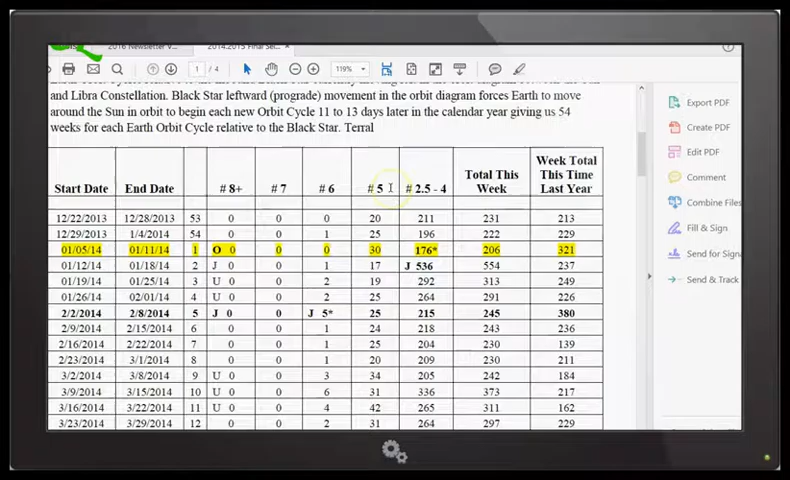 2016 Newsletter V...
2014.2015 Final Sel...
1 / 4
119%
and Libra Constellation. Black Star leftward (prograde) movement in the orbit diagram forces Earth to move
around the Sun in orbit to begin each new Orbit Cycle 11 to 13 days later in the calendar year giving us 54
weeks for each Earth Orbit Cycle relative to the Black Star. Terral
Start Date End Date # 8+ # 7 # 6 # 5 # 2.5 - 4 Total This Week Week Total This Time Last Year
12/22/2013 12/28/2013 53 0 0 0 20 211 231 213
12/29/2013 1/4/2014 54 0 0 1 25 196 222 229
01/05/14 01/11/14 1 O 0 0 0 30 176* 206 321
01/12/14 01/18/14 2 J 0 0 1 17 J 536 554 237
01/19/14 01/25/14 3 U 0 0 2 19 292 313 249
01/26/14 02/01/14 4 U 0 0 2 25 264 291 226
2/2/2014 2/8/2014 5 J 0 0 J 5* 25 215 245 380
2/9/2014 2/15/2014 6 0 0 1 24 218 243 236
2/16/2014 2/22/2014 7 0 0 1 25 204 230 139
2/23/2014 3/1/2014 8 0 0 1 20 209 230 211
3/2/2014 3/8/2014 9 U 0 0 3 34 205 242 184
3/9/2014 3/15/2014 10 U 0 0 6 31 336 373 217
3/16/2014 3/22/2014 11 U 0 0 4 42 265 311 162
3/23/2014 3/29/2014 12 0 0 2 31 264 297 229
Export PDF
Create PDF
Edit PDF
Comment
Combine Files
Fill & Sign
Send for Sign
Send & Track